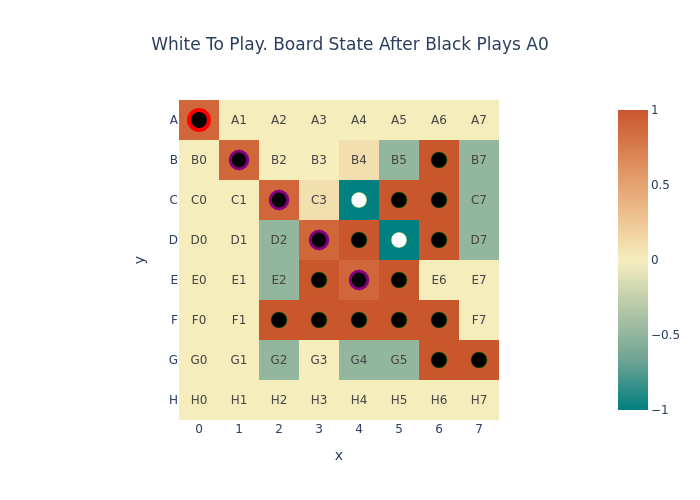 White To Play. Board State After Black Plays A0
A A1 A2 A3 A4 A5 A6 A7
B B0 B2 B3 B4 B5 B7
C C0 C1 C3 C7
D D0 D1 D2 D7
E E0 E1 E2 E6 E7
F F0 F1 F7
G G0 G1 G2 G3 G4 G5
H H0 H1 H2 H3 H4 H5 H6 H7
0 1 2 3 4 5 6 7
x
y
1
0.5
0
−0.5
−1